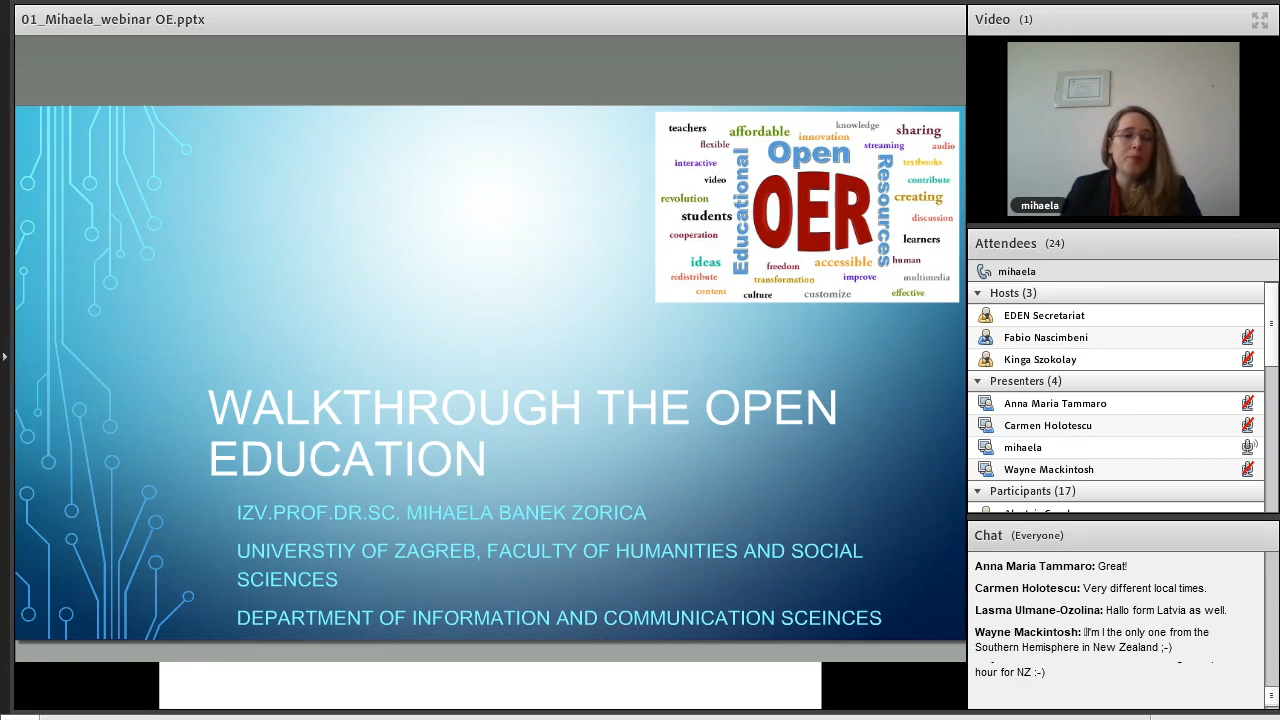 01_Mihaela_webinar OE.pptx
teachers
affordable
knowledge
innovation
sharing
flexible
Open
streaming
audio
interactive
textbooks
video
Educational
OER
Resources
contribute
revolution
creating
students
discussion
cooperation
learners
ideas
freedom
accessible
human
redistribute
transformation
improve
multimedia
content
culture
customize
effective
WALKTHROUGH THE OPEN
EDUCATION
IZV.PROF.DR.SC. MIHAELA BANEK ZORICA
UNIVERSTIY OF ZAGREB, FACULTY OF HUMANITIES AND SOCIAL
SCIENCES
DEPARTMENT OF INFORMATION AND COMMUNICATION SCEINCES
Video (1)
mihaela
Attendees (24)
mihaela
Hosts (3)
EDEN Secretariat
Fabio Nascimbeni
Kinga Szokolay
Presenters (4)
Anna Maria Tammaro
Carmen Holotescu
mihaela
Wayne Mackintosh
Participants (17)
Chat (Everyone)
Anna Maria Tammaro: Great!
Carmen Holotescu: Very different local times.
Lasma Ulmane-Ozolina: Hallo form Latvia as well.
Wayne Mackintosh: I'm I the only one from the
Southern Hemisphere in New Zealand ;-)
hour for NZ :-)